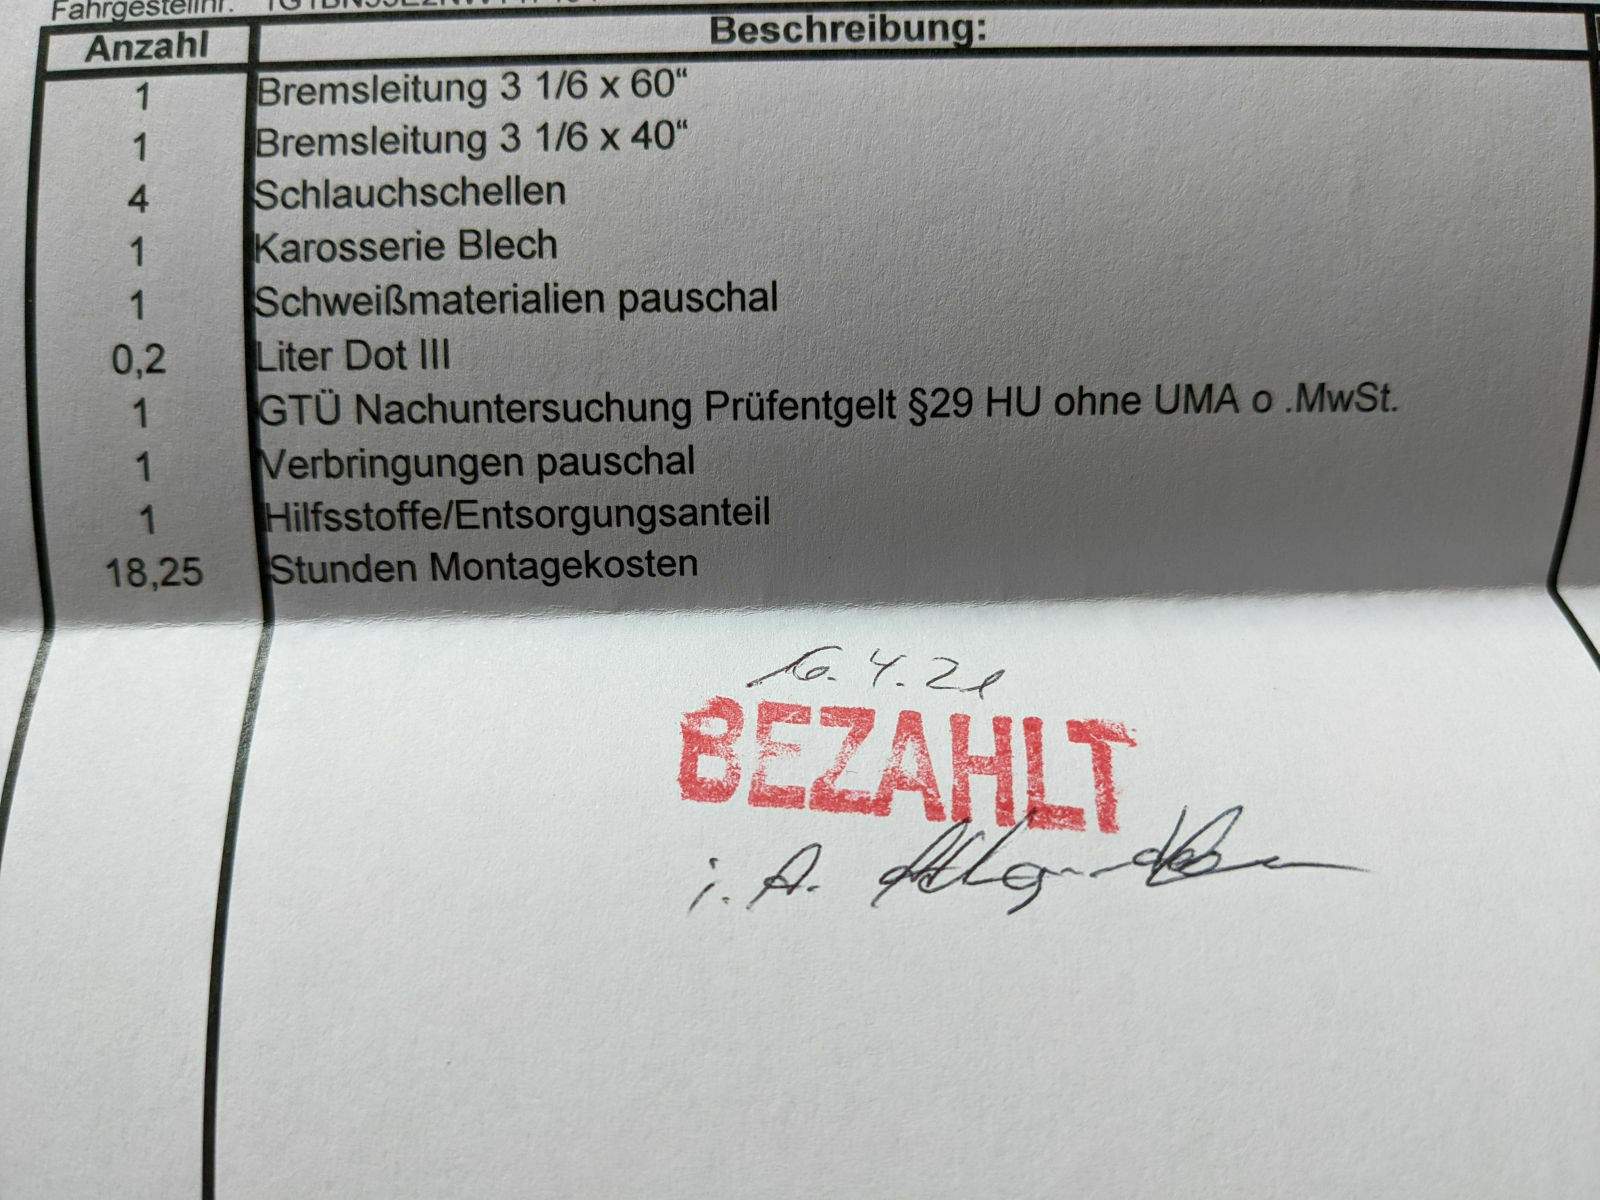 Fahrgestellnr.
Anzahl Beschreibung:
1 Bremsleitung 3 1/6 x 60“
1 Bremsleitung 3 1/6 x 40“
4 Schlauchschellen
1 Karosserie Blech
1 Schweißmaterialien pauschal
0,2 Liter Dot III
1 GTÜ Nachuntersuchung Prüfentgelt §29 HU ohne UMA o .MwSt.
1 Verbringungen pauschal
1 Hilfsstoffe/Entsorgungsanteil
18,25 Stunden Montagekosten
16.4.21
BEZAHLT
i. A.